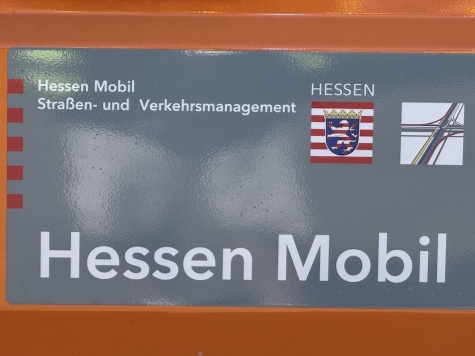 Hessen Mobil
Straßen- und Verkehrsmanagement
HESSEN
Hessen Mobil